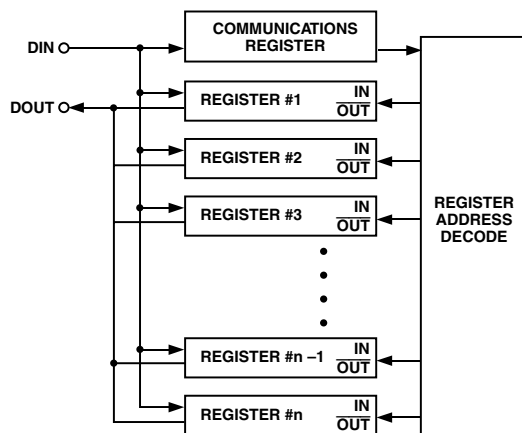 COMMUNICATIONS
REGISTER
DIN
DOUT
REGISTER #1
IN
OUT
REGISTER #2
IN
OUT
REGISTER #3
IN
OUT
REGISTER
ADDRESS
DECODE
REGISTER #n –1
IN
OUT
REGISTER #n
IN
OUT